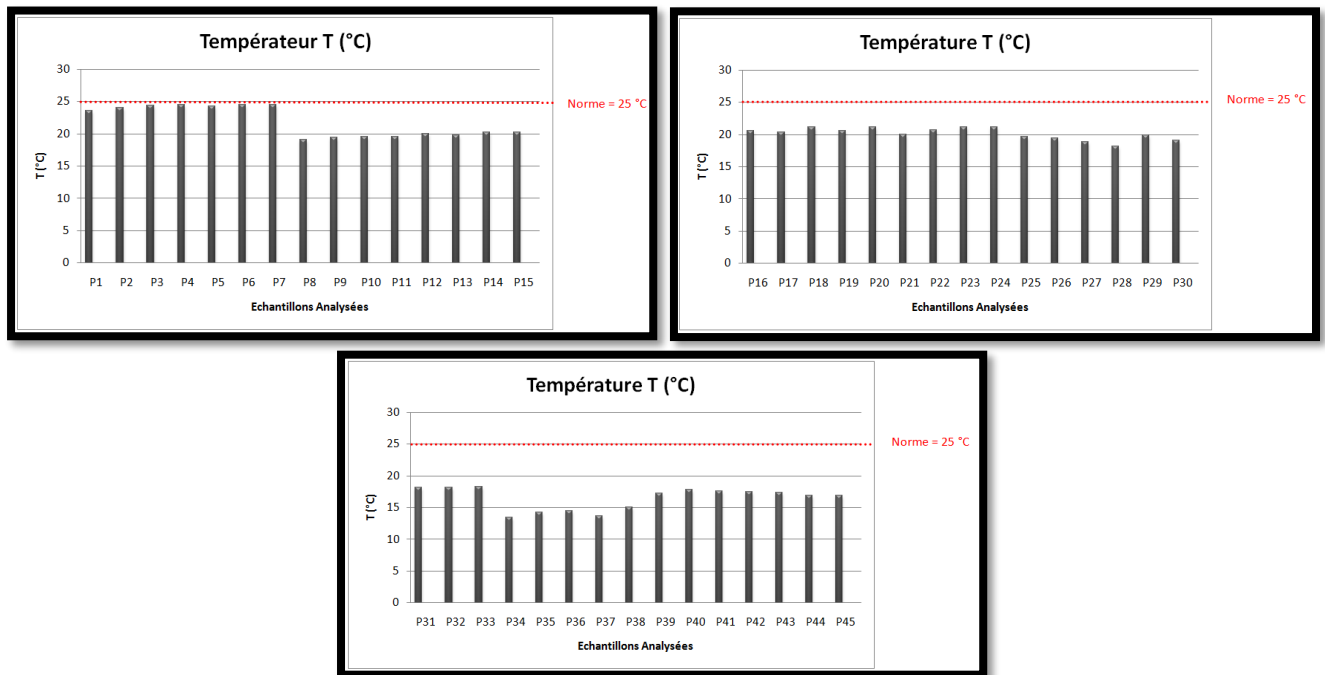 Températeur T (°C)
30
25
20
15
10
5
0
T (°C)
Norme = 25 °C
P1 P2 P3 P4 P5 P6 P7 P8 P9 P10 P11 P12 P13 P14 P15
Echantillons Analysées
Température T (°C)
30
25
20
15
10
5
0
T (°C)
Norme = 25 °C
P16 P17 P18 P19 P20 P21 P22 P23 P24 P25 P26 P27 P28 P29 P30
Echantillons Analysées
Température T (°C)
30
25
20
15
10
5
0
T (°C)
Norme = 25 °C
P31 P32 P33 P34 P35 P36 P37 P38 P39 P40 P41 P42 P43 P44 P45
Echantillons Analysées